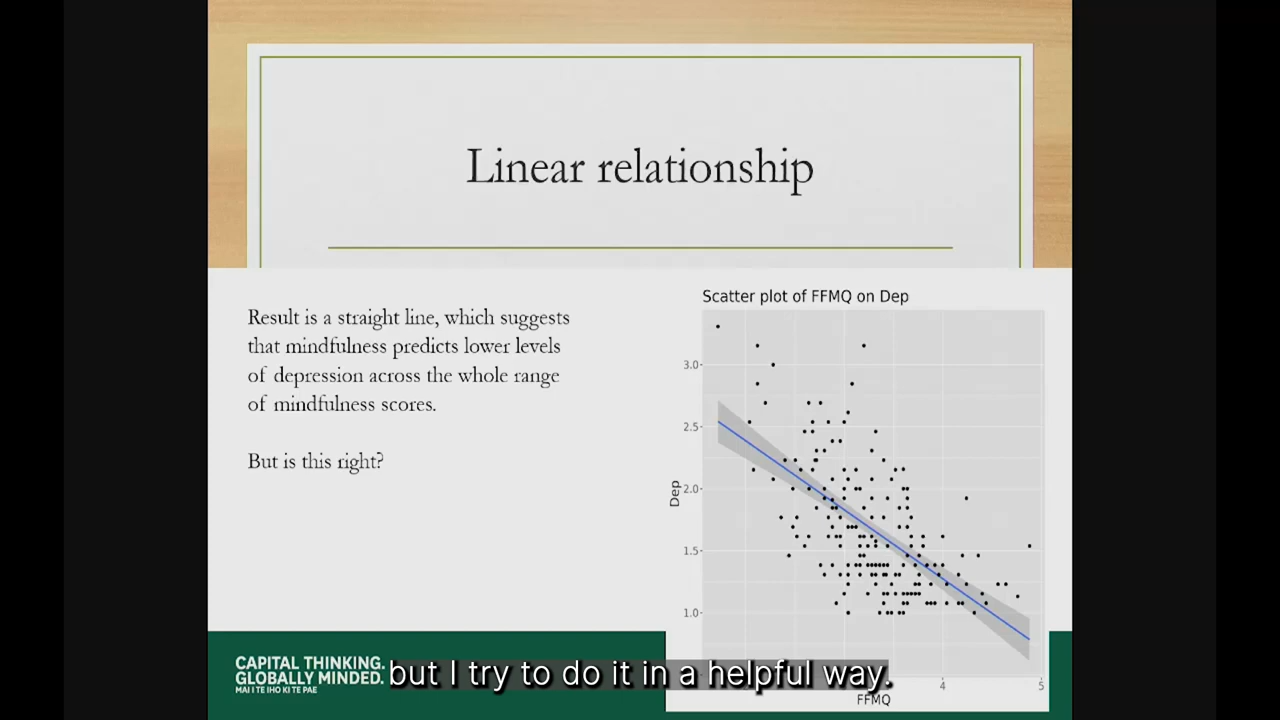 Linear relationship
Result is a straight line, which suggests
that mindfulness predicts lower levels
of depression across the whole range
of mindfulness scores.
But is this right?
Scatter plot of FFMQ on Dep
3.0
2.5
2.0
1.5
1.0
Dep
4
5
FFMQ
CAPITAL THINKING.
GLOBALLY MINDED.
MAI I TE IHO KI TE PAE
but I try to do it in a helpful way.